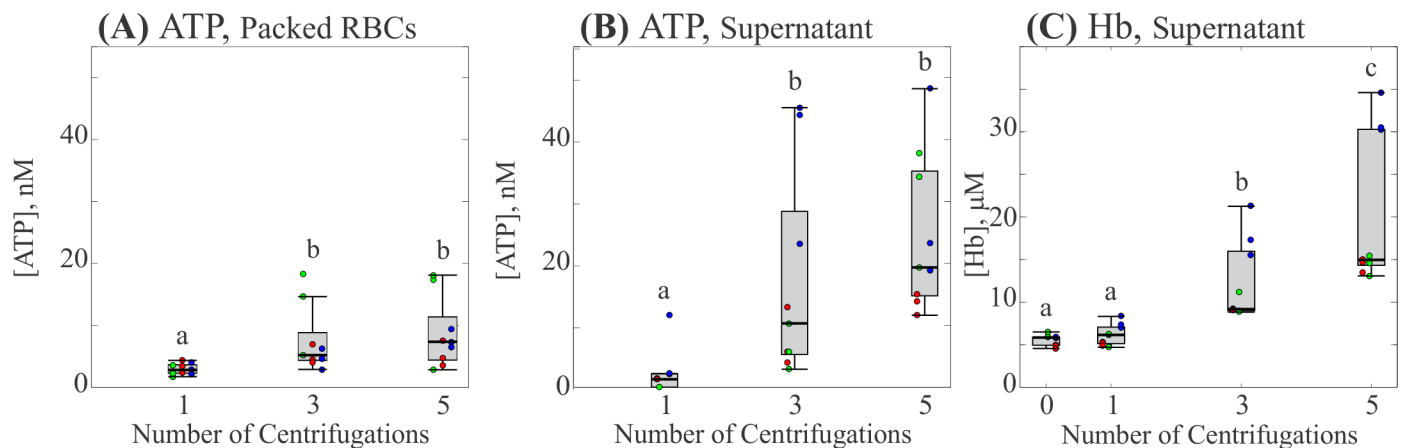 (A) ATP, Packed RBCs
[ATP], nM
40
20
0
a
b
b
1
3
5
Number of Centrifugations
(B) ATP, Supernatant
[ATP], nM
40
20
0
a
b
b
1
3
5
Number of Centrifugations
(C) Hb, Supernatant
[Hb], µM
30
20
10
0
a
a
b
c
0
1
3
5
Number of Centrifugations